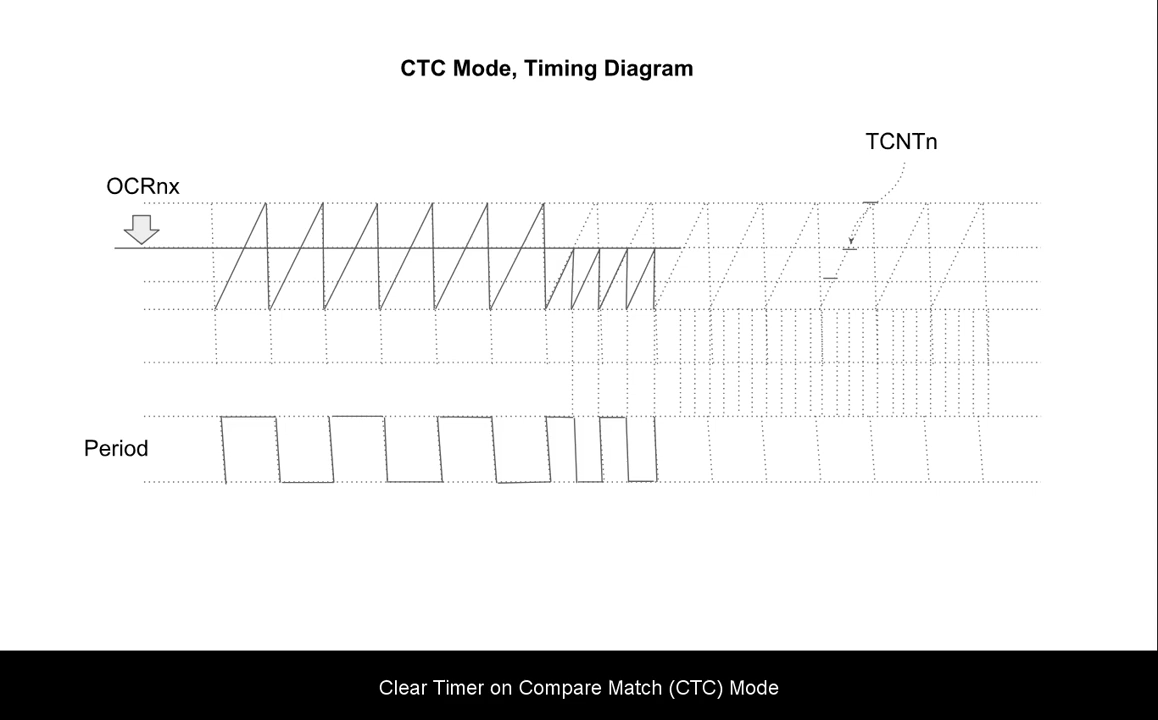 CTC Mode, Timing Diagram
TCNTn
OCRnx
Period
Clear Timer on Compare Match (CTC) Mode